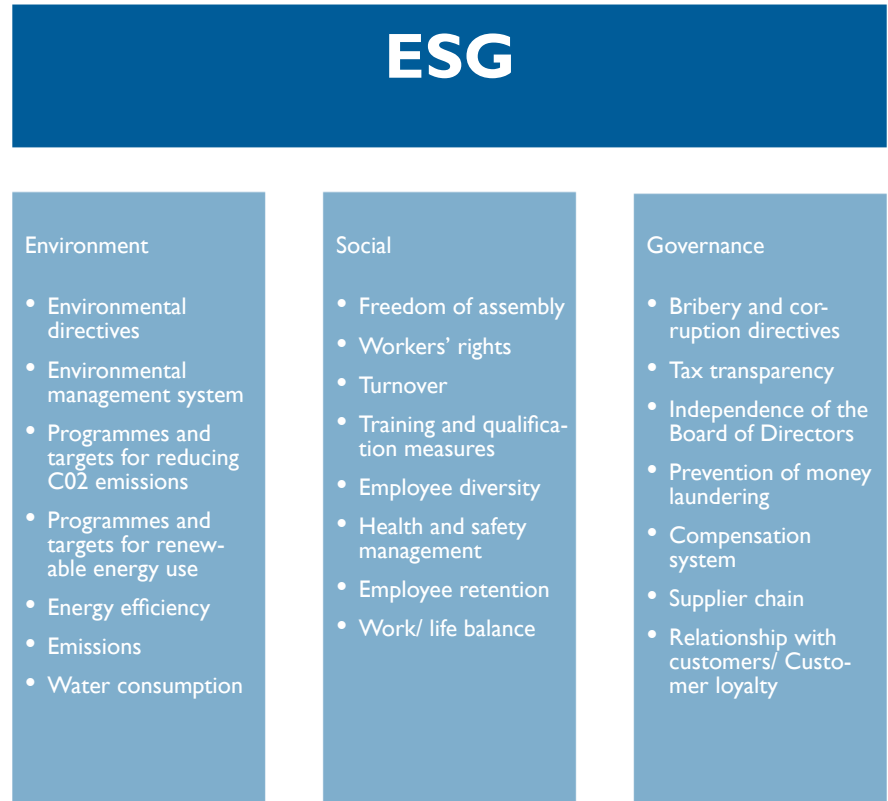 ESG
Environment
• Environmental
directives
• Environmental
management system
• Programmes and
targets for reducing
C02 emissions
• Programmes and
targets for renew-
able energy use
• Energy efficiency
• Emissions
• Water consumption
Social
• Freedom of assembly
• Workers’ rights
• Turnover
• Training and qualifica-
tion measures
• Employee diversity
• Health and safety
management
• Employee retention
• Work/ life balance
Governance
• Bribery and cor-
ruption directives
• Tax transparency
• Independence of the
Board of Directors
• Prevention of money
laundering
• Compensation
system
• Supplier chain
• Relationship with
customers/ Custo-
mer loyalty